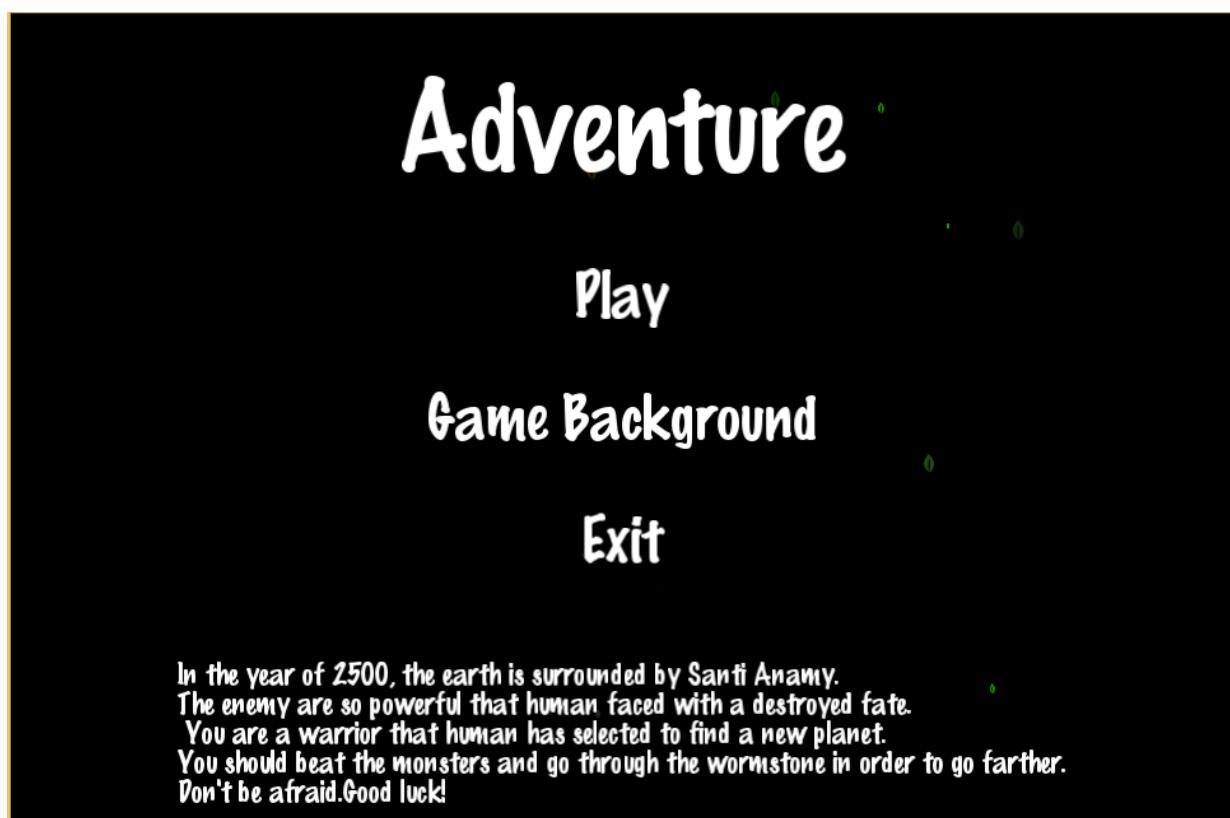 Adventure
Play
Game Background
Exit
In the year of 2500, the earth is surrounded by Santi Anamy.
The enemy are so powerful that human faced with a destroyed fate.
You are a warrior that human has selected to find a new planet.
You should beat the monsters and go through the wormstone in order to go farther.
Don't be afraid.Good luck!